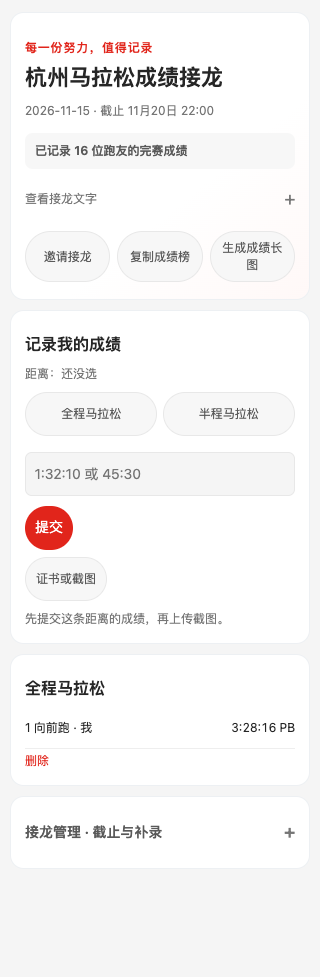 每一份努力，值得记录
杭州马拉松成绩接龙
2026-11-15 · 截止 11月20日 22:00
已记录 16 位跑友的完赛成绩
查看接龙文字 +
邀请接龙 复制成绩榜 生成成绩长
图
记录我的成绩
距离：还没选
全程马拉松 半程马拉松
1:32:10 或 45:30
提交
证书或截图
先提交这条距离的成绩，再上传截图。
全程马拉松
1 向前跑 · 我 3:28:16 PB
删除
接龙管理 · 截止与补录 +